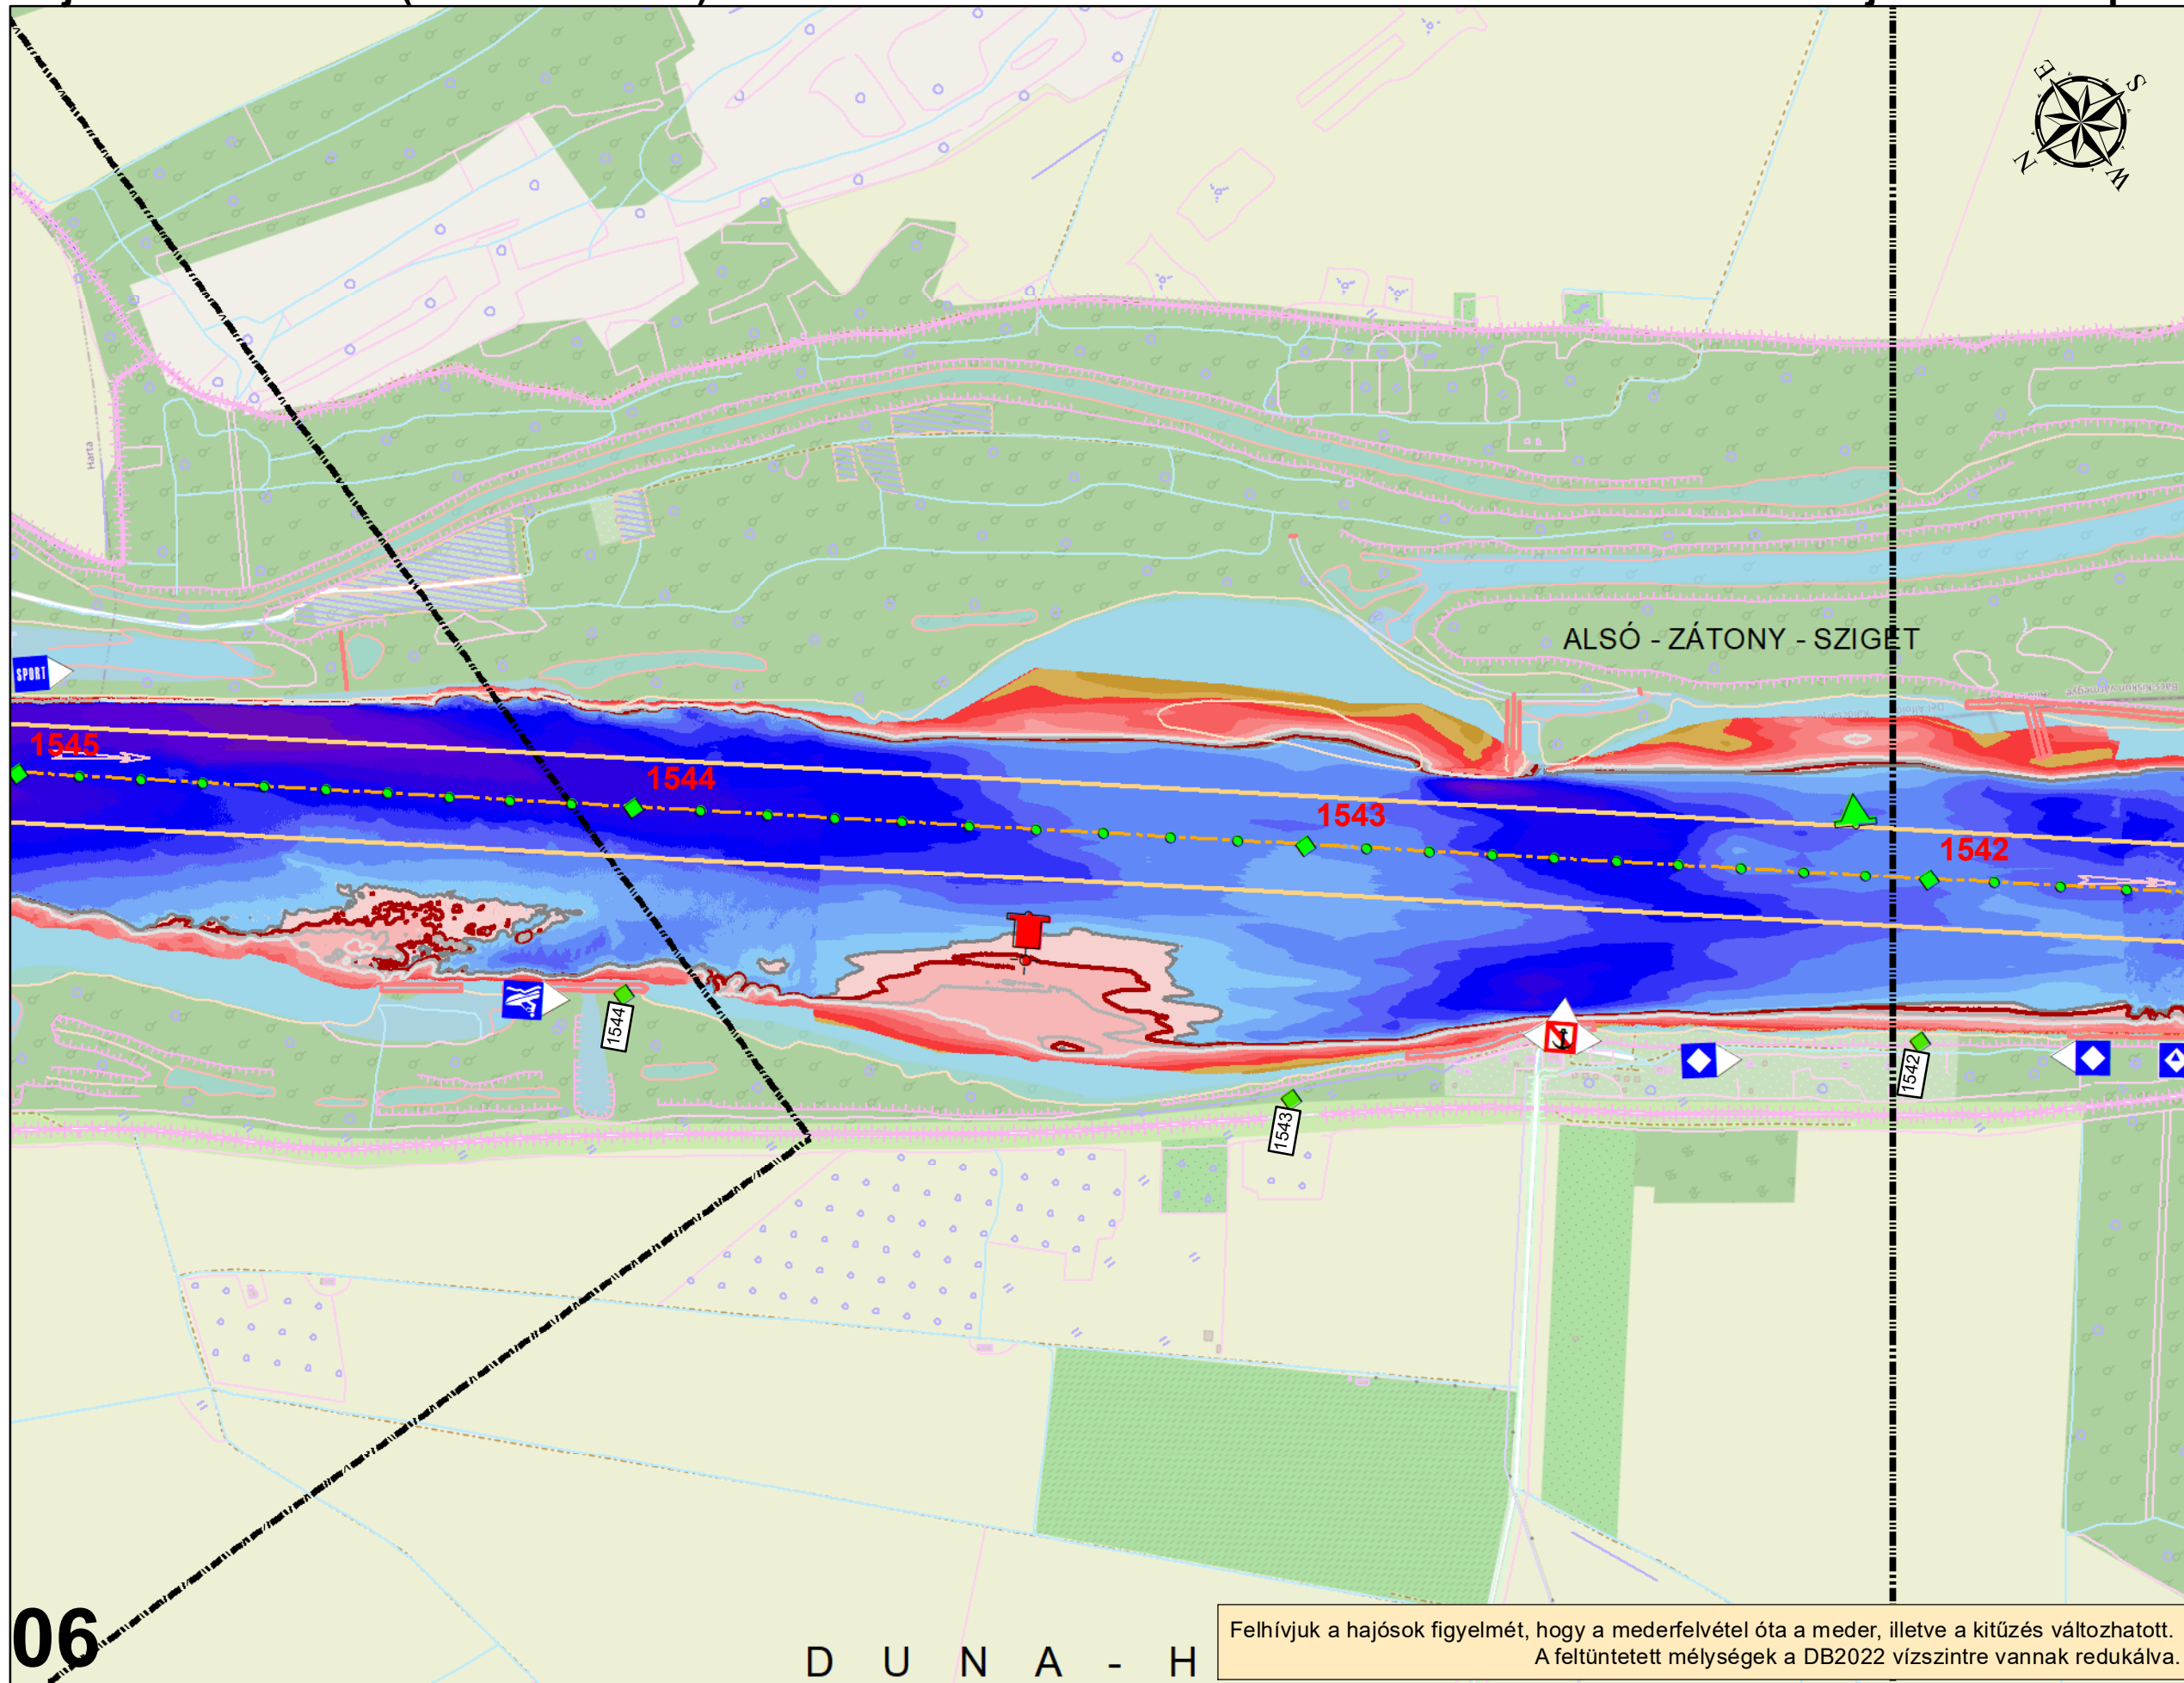 E
S
N
W
Harta
ALSÓ - ZÁTONY - SZIGET
SPORT
1545
1544
1543
1542
1544
1543
1542
06
D U N A - H
Felhívjuk a hajósok figyelmét, hogy a mederfelvétel óta a meder, illetve a kitűzés változhatott.
A feltüntetett mélységek a DB2022 vízszintre vannak redukálva.